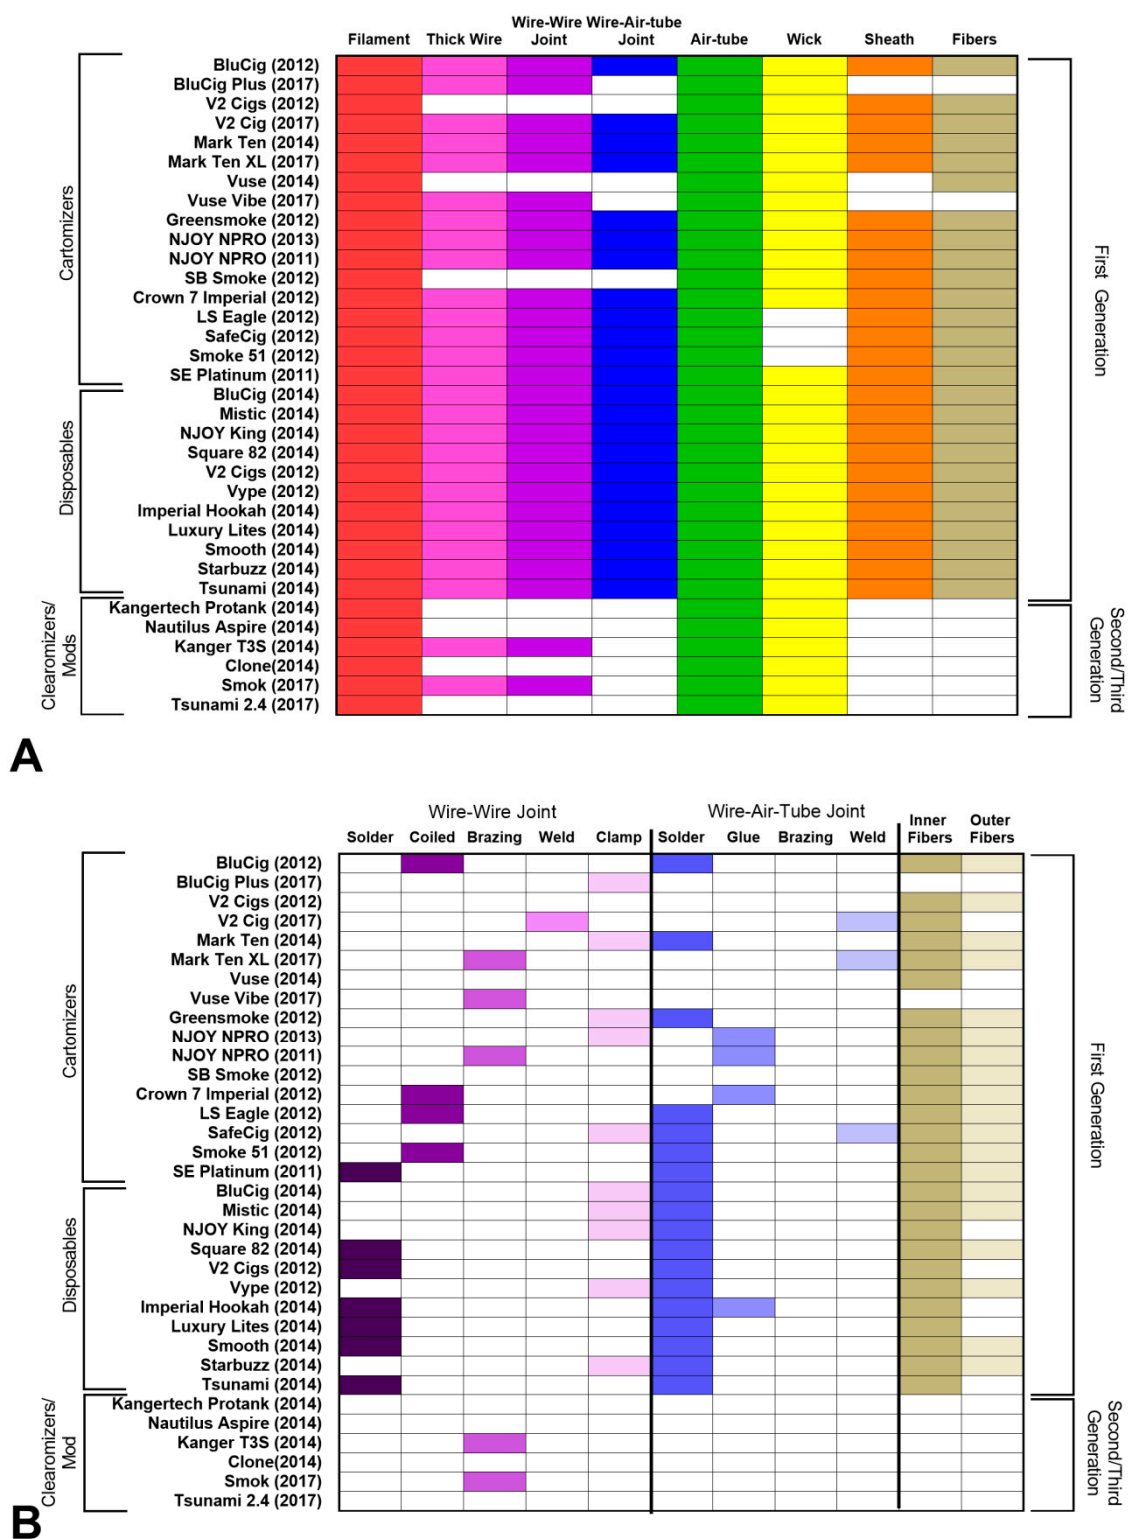 Wire-Wire Wire-Air-tube
Filament Thick Wire Joint Joint Air-tube Wick Sheath Fibers
BluCig (2012)
BluCig Plus (2017)
V2 Cigs (2012)
V2 Cig (2017)
Mark Ten (2014)
Mark Ten XL (2017)
Vuse (2014)
Vuse Vibe (2017)
Greensmoke (2012)
NJOY NPRO (2013)
NJOY NPRO (2011)
SB Smoke (2012)
Crown 7 Imperial (2012)
LS Eagle (2012)
SafeCig (2012)
Smoke 51 (2012)
SE Platinum (2011)
BluCig (2014)
Mistic (2014)
NJOY King (2014)
Square 82 (2014)
V2 Cigs (2012)
Vype (2012)
Imperial Hookah (2014)
Luxury Lites (2014)
Smooth (2014)
Starbuzz (2014)
Tsunami (2014)
Kangertech Protank (2014)
Nautilus Aspire (2014)
Kanger T3S (2014)
Clone(2014)
Smok (2017)
Tsunami 2.4 (2017)
Cartomizers
Disposables
Clearomizers/
Mods
First Generation
Second/Third
Generation
A
Wire-Wire Joint Wire-Air-Tube Joint
Solder Coiled Brazing Weld Clamp Solder Glue Brazing Weld Inner Fibers Outer Fibers
BluCig (2012)
BluCig Plus (2017)
V2 Cigs (2012)
V2 Cig (2017)
Mark Ten (2014)
Mark Ten XL (2017)
Vuse (2014)
Vuse Vibe (2017)
Greensmoke (2012)
NJOY NPRO (2013)
NJOY NPRO (2011)
SB Smoke (2012)
Crown 7 Imperial (2012)
LS Eagle (2012)
SafeCig (2012)
Smoke 51 (2012)
SE Platinum (2011)
BluCig (2014)
Mistic (2014)
NJOY King (2014)
Square 82 (2014)
V2 Cigs (2012)
Vype (2012)
Imperial Hookah (2014)
Luxury Lites (2014)
Smooth (2014)
Starbuzz (2014)
Tsunami (2014)
Kangertech Protank (2014)
Nautilus Aspire (2014)
Kanger T3S (2014)
Clone(2014)
Smok (2017)
Tsunami 2.4 (2017)
Cartomizers
Disposables
Clearomizers/
Mod
First Generation
Second/Third
Generation
B